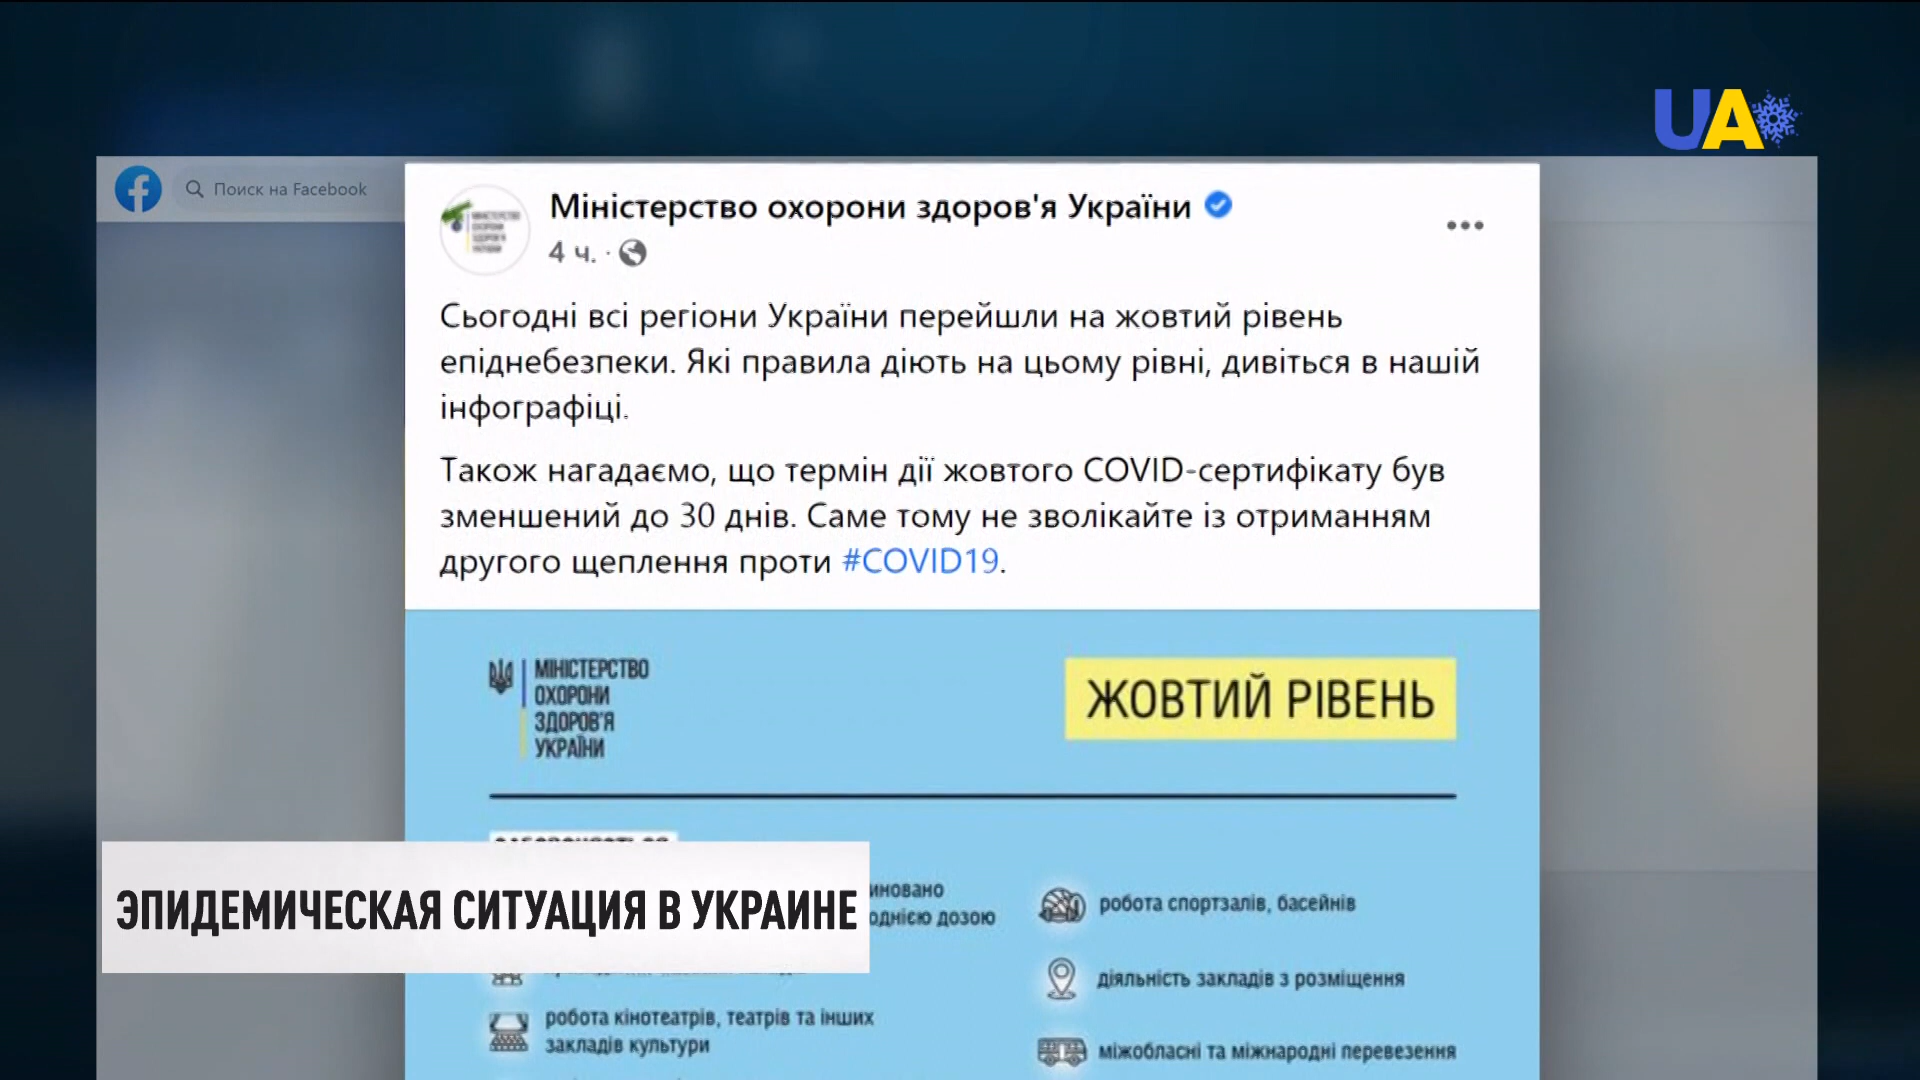 UA
Поиск на Facebook
Міністерство охорони здоров'я України
4 ч. ·
Сьогодні всі регіони України перейшли на жовтий рівень
епіднебезпеки. Які правила діють на цьому рівні, дивіться в нашій
інфографіці.
Також нагадаємо, що термін дії жовтого COVID-сертифікату був
зменшений до 30 днів. Саме тому не зволікайте із отриманням
другого щеплення проти #COVID19.
МІНІСТЕРСТВО
ОХОРОНИ
ЗДОРОВ'Я
УКРАЇНИ
ЖОВТИЙ РІВЕНЬ
ЭПИДЕМИЧЕСКАЯ СИТУАЦИЯ В УКРАИНЕ
однією дозою
робота кінотеатрів, театрів та інших
закладів культури
робота спортзалів, басейнів
діяльність закладів з розміщення
міжобласні та міжнародні перевезення